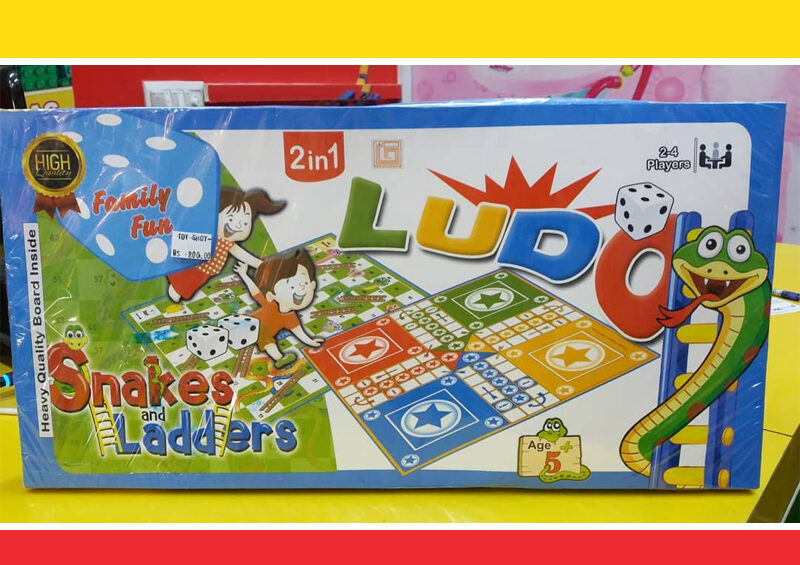 HIGH
Quality
Family
Fun
TOY-SHOY-
RS :800.00
2in1
LUDO
2-4
Players
Heavy Quality Board Inside
Snakes
and
Ladders
Age 5+